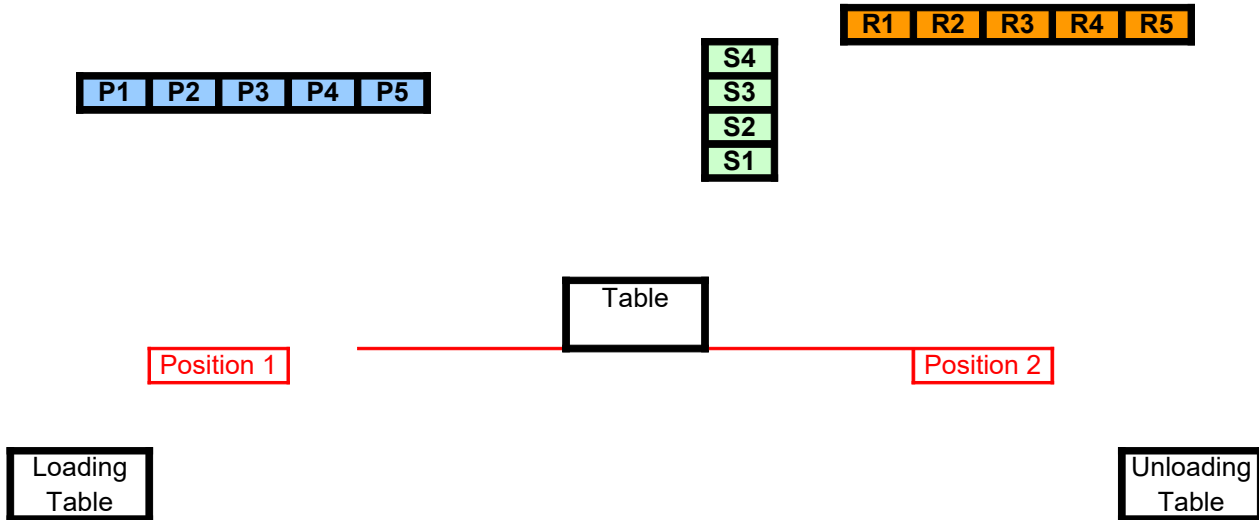 R1 R2 R3 R4 R5
S4
P1 P2 P3 P4 P5
S3
S2
S1
Table
Position 1
Position 2
Loading
Table
Unloading
Table